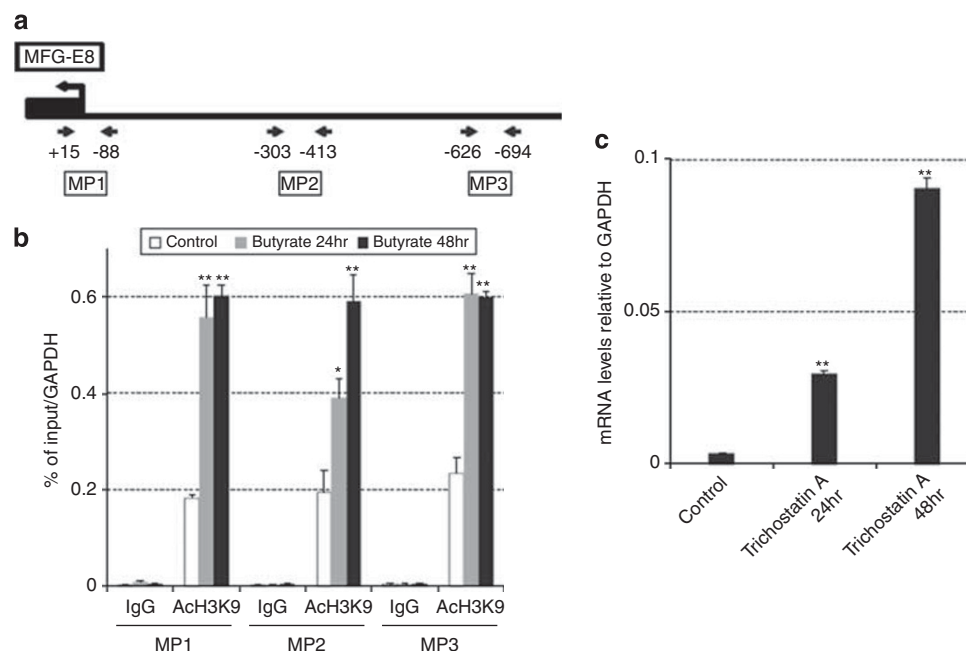 a
MFG-E8
+15 -88 -303 -413 -626 -694
MP1 MP2 MP3
b
Control Butyrate 24hr Butyrate 48hr
% of input/GAPDH
0.6
0.4
0.2
0
** **
* **
** **
IgG AcH3K9 IgG AcH3K9 IgG AcH3K9
MP1 MP2 MP3
c
mRNA levels relative to GAPDH
0.1
0.05
0
**
**
Control
Trichostatin A
24hr
Trichostatin A
48hr